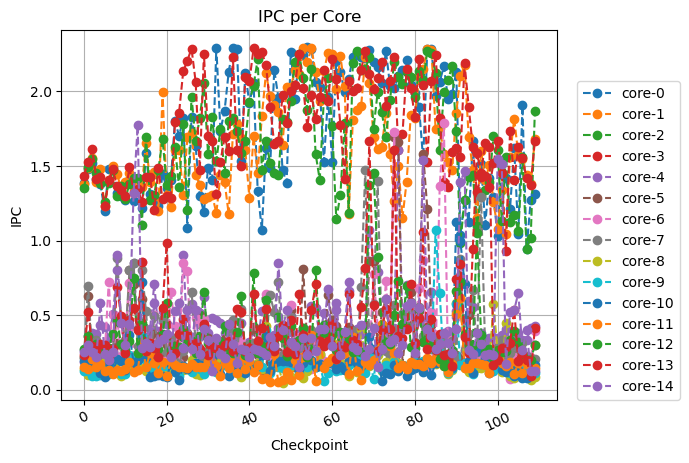 IPC per Core
IPC
2.0
1.5
1.0
0.5
0.0
0
20
40
60
80
100
Checkpoint
core-0
core-1
core-2
core-3
core-4
core-5
core-6
core-7
core-8
core-9
core-10
core-11
core-12
core-13
core-14